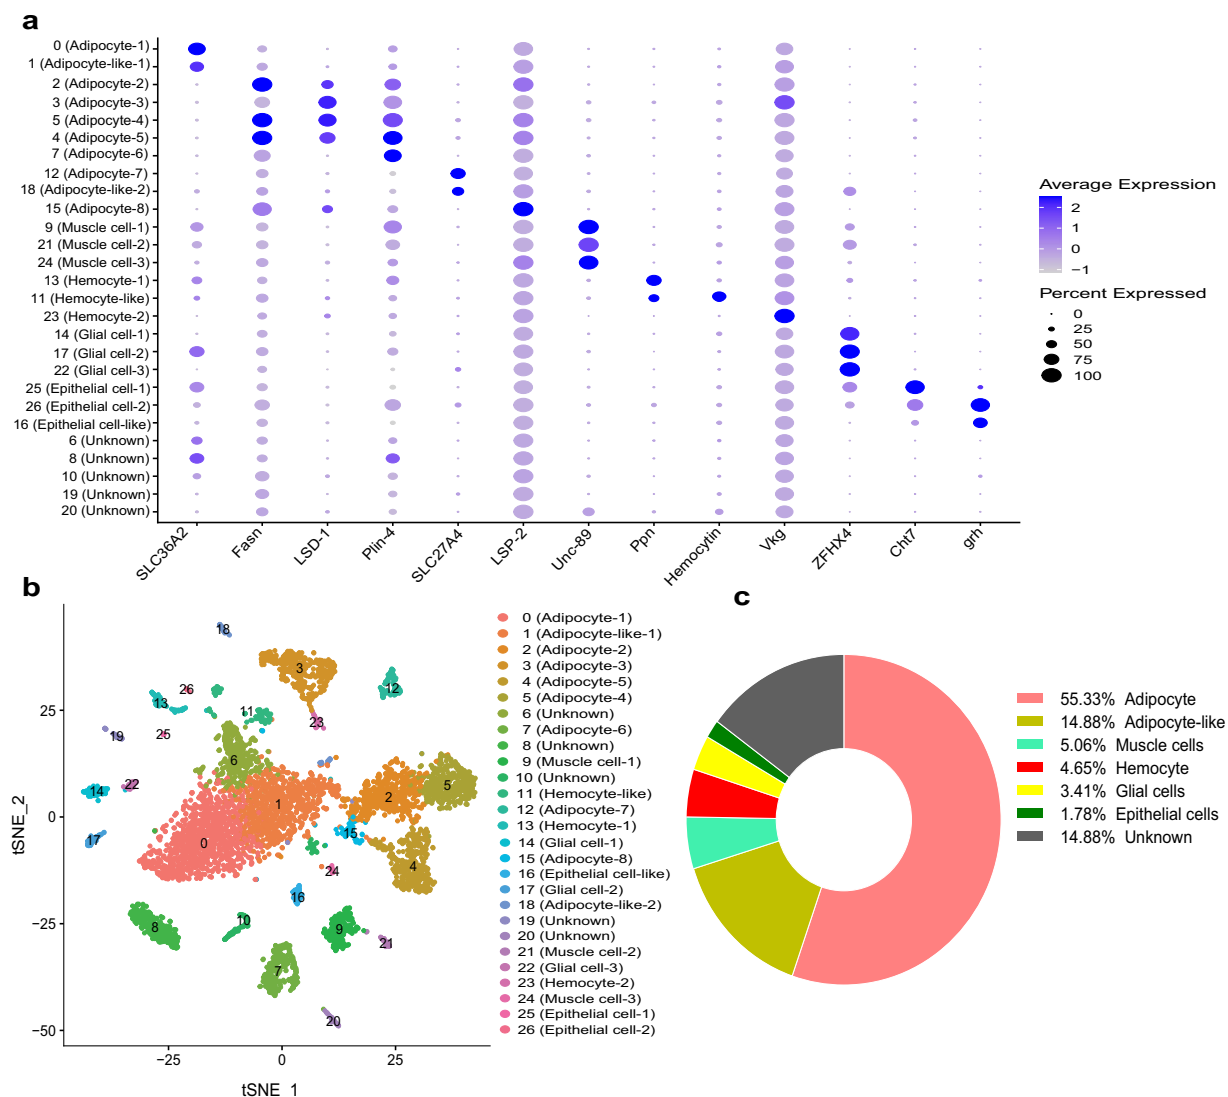 a
0 (Adipocyte-1)
1 (Adipocyte-like-1)
2 (Adipocyte-2)
3 (Adipocyte-3)
5 (Adipocyte-4)
4 (Adipocyte-5)
7 (Adipocyte-6)
12 (Adipocyte-7)
18 (Adipocyte-like-2)
15 (Adipocyte-8)
9 (Muscle cell-1)
21 (Muscle cell-2)
24 (Muscle cell-3)
13 (Hemocyte-1)
11 (Hemocyte-like)
23 (Hemocyte-2)
14 (Glial cell-1)
17 (Glial cell-2)
22 (Glial cell-3)
25 (Epithelial cell-1)
26 (Epithelial cell-2)
16 (Epithelial cell-like)
6 (Unknown)
8 (Unknown)
10 (Unknown)
19 (Unknown)
20 (Unknown)
SLC36A2
Fasn
LSD-1
Plin-4
SLC27A4
LSP-2
Unc-89
Ppn
Hemocytin
Vkg
ZFHX4
Cht7
grh
Average Expression
2
1
0
−1
Percent Expressed
0
25
50
75
100
b
tSNE_2
25
0
−25
−50
−25
0
25
tSNE_1
18
3
26
12
13
11
23
19
25
6
22
5
14
2
1
15
17
0
4
24
16
8
10
9
21
7
20
0 (Adipocyte-1)
1 (Adipocyte-like-1)
2 (Adipocyte-2)
3 (Adipocyte-3)
4 (Adipocyte-5)
5 (Adipocyte-4)
6 (Unknown)
7 (Adipocyte-6)
8 (Unknown)
9 (Muscle cell-1)
10 (Unknown)
11 (Hemocyte-like)
12 (Adipocyte-7)
13 (Hemocyte-1)
14 (Glial cell-1)
15 (Adipocyte-8)
16 (Epithelial cell-like)
17 (Glial cell-2)
18 (Adipocyte-like-2)
19 (Unknown)
20 (Unknown)
21 (Muscle cell-2)
22 (Glial cell-3)
23 (Hemocyte-2)
24 (Muscle cell-3)
25 (Epithelial cell-1)
26 (Epithelial cell-2)
c
55.33% Adipocyte
14.88% Adipocyte-like
5.06% Muscle cells
4.65% Hemocyte
3.41% Glial cells
1.78% Epithelial cells
14.88% Unknown